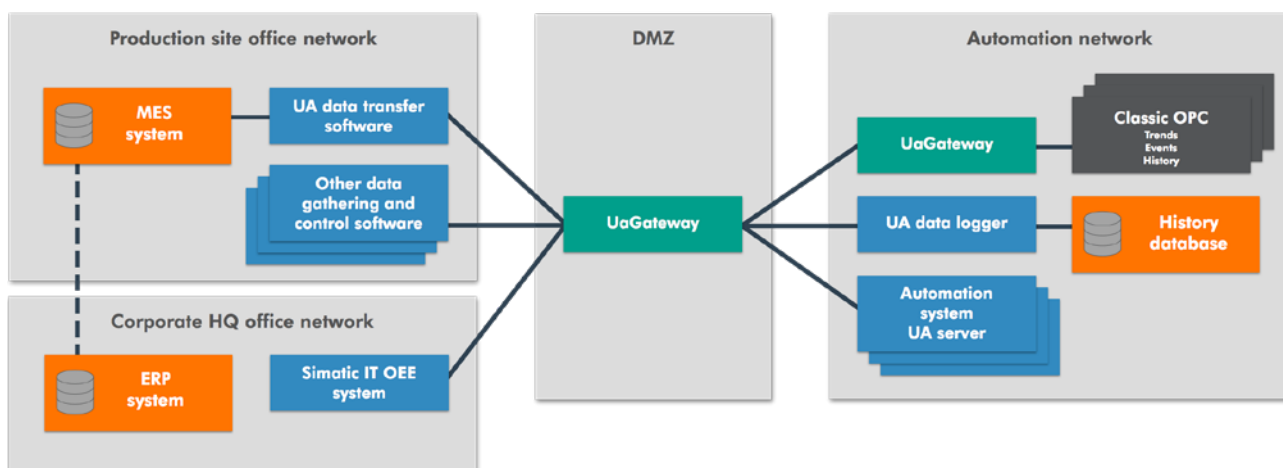 Production site office network
MES
system
UA data transfer
software
Other data
gathering and
control software
Corporate HQ office network
ERP
system
Simatic IT OEE
system
DMZ
UaGateway
Automation network
UaGateway
Classic OPC
Trends
Events
History
UA data logger
History
database
Automation
system
UA server